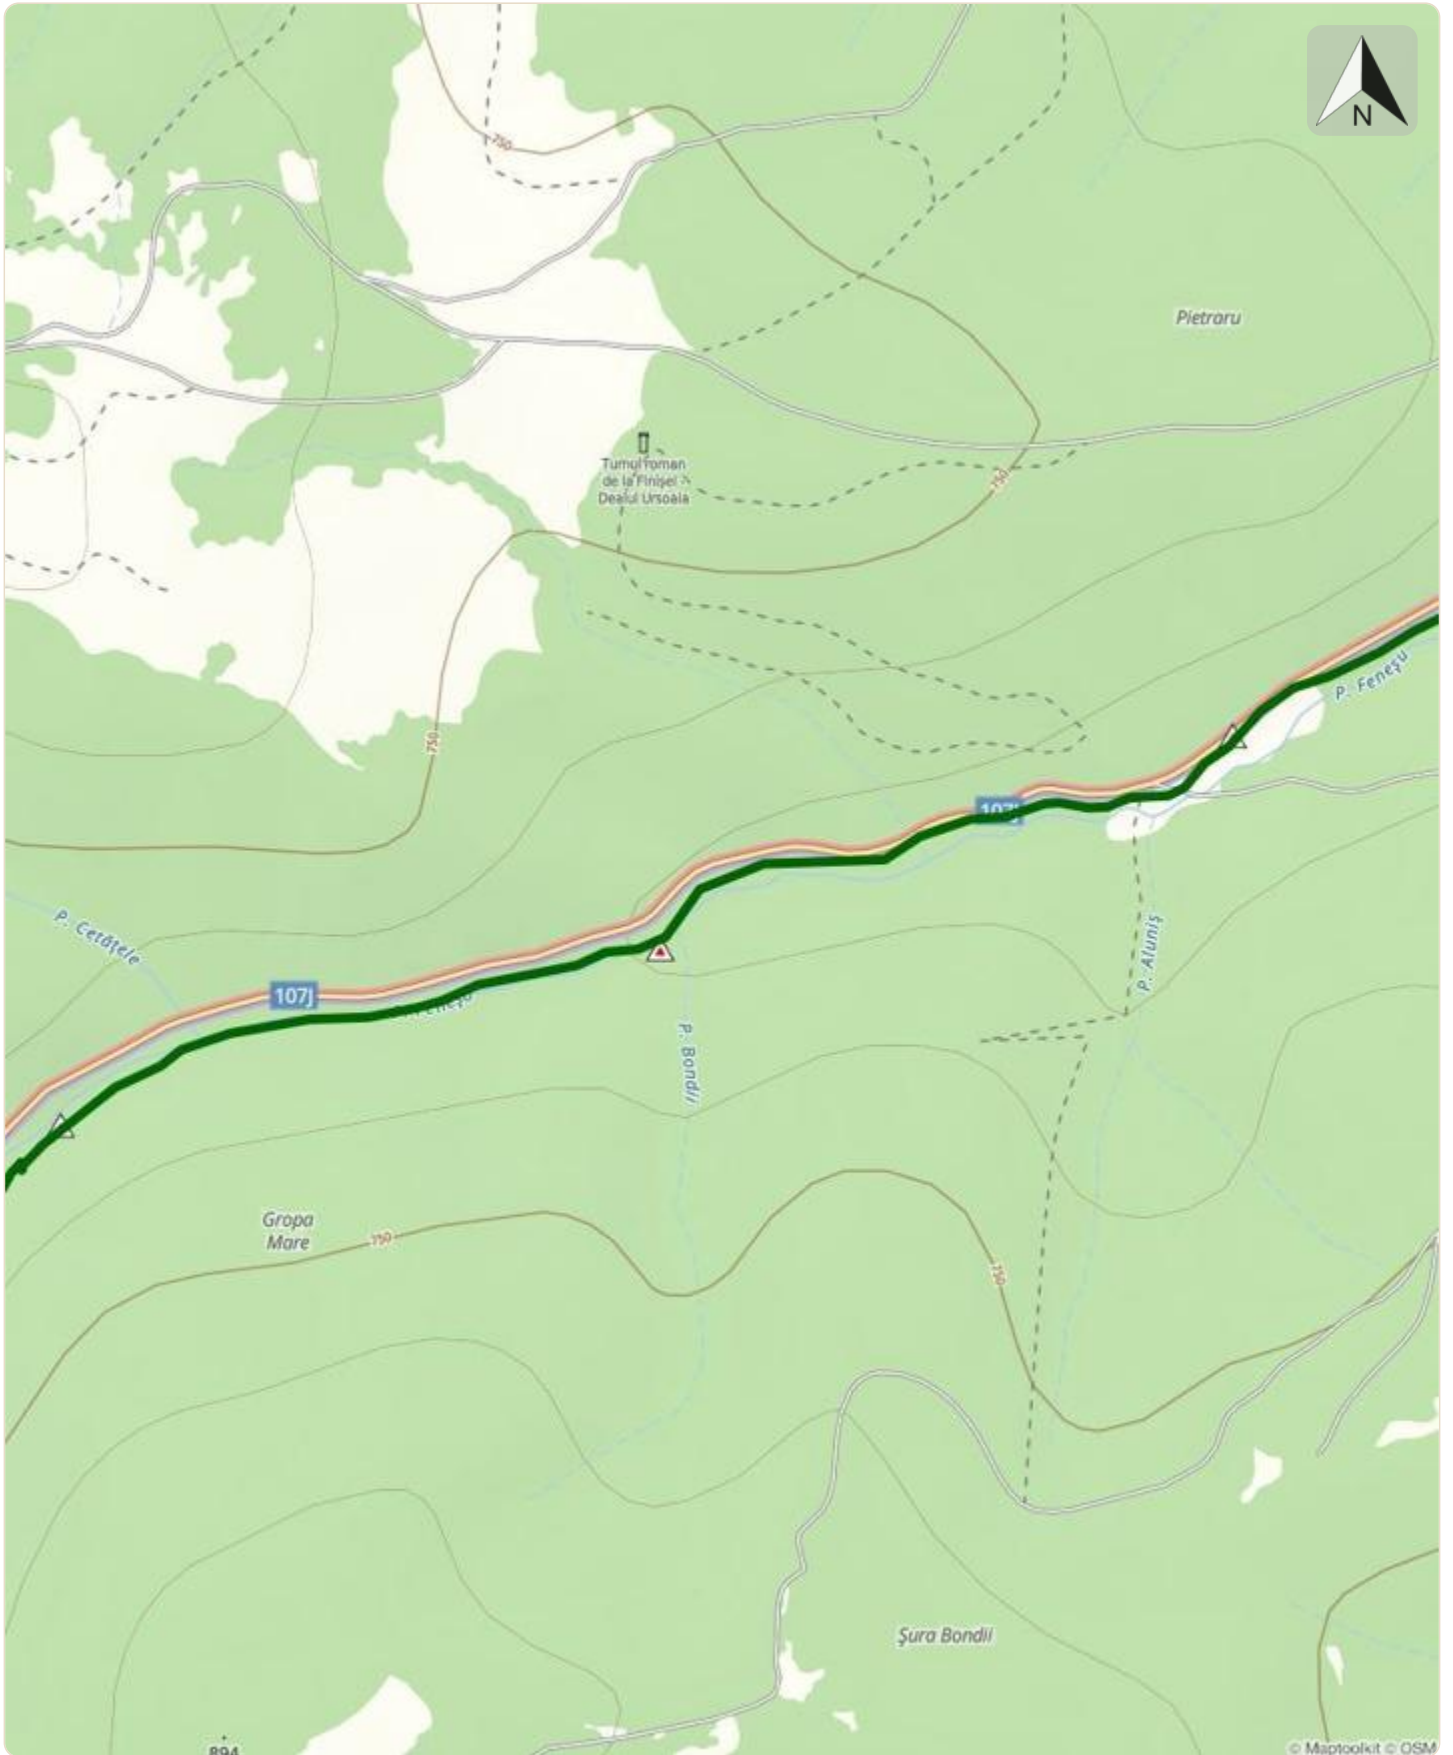 N
750
Pietraru
Tumul roman
de la Finișel -
Dealul Ursoaia
750
P. Feneșu
750
107J
P. Cetățele
P. Aluniș
107J
P. Bondii
Gropa
Mare
750
750
Șura Bondii
894
© Maptoolkit © OSM